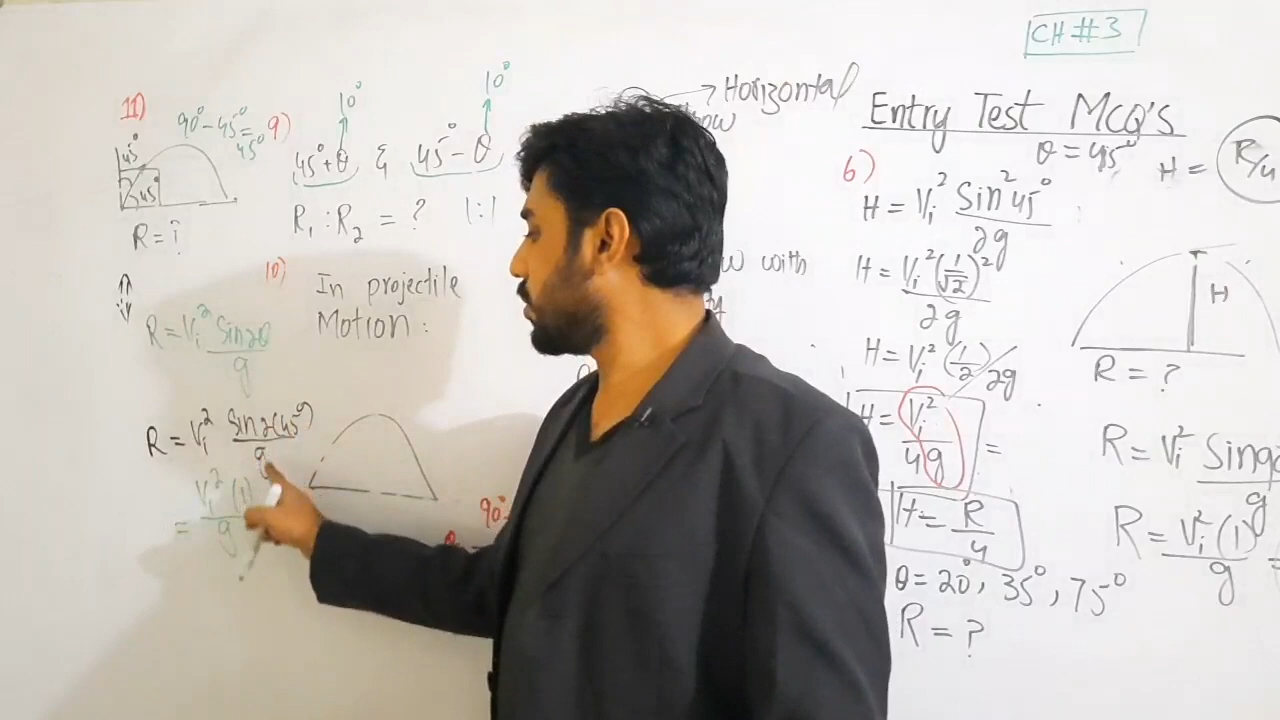 CH #3
Entry Test MCQ's
θ = 45°
H = R/4
6)
H = Vi² Sin²45° / 2g
H = Vi² (1/√2)² / 2g
H = Vi² (1/2) / 2g
H = Vi² / 4g =
H = R / 4
θ = 20°, 35°, 75°
R = ?
H
R = ?
R = Vi² Sin90 / g
R = Vi² (1) / g =
→ Horizontal
with
11)
90° - 45° =
45°
45°
45°
R = ?
R = Vi² Sin2θ / g
R = Vi² Sin2(45°) / g
= Vi² (1) / g
9)
10° 10°
45° + θ & 45° - θ
R₁ : R₂ = ? 1:1
10)
In projectile
Motion :
90°